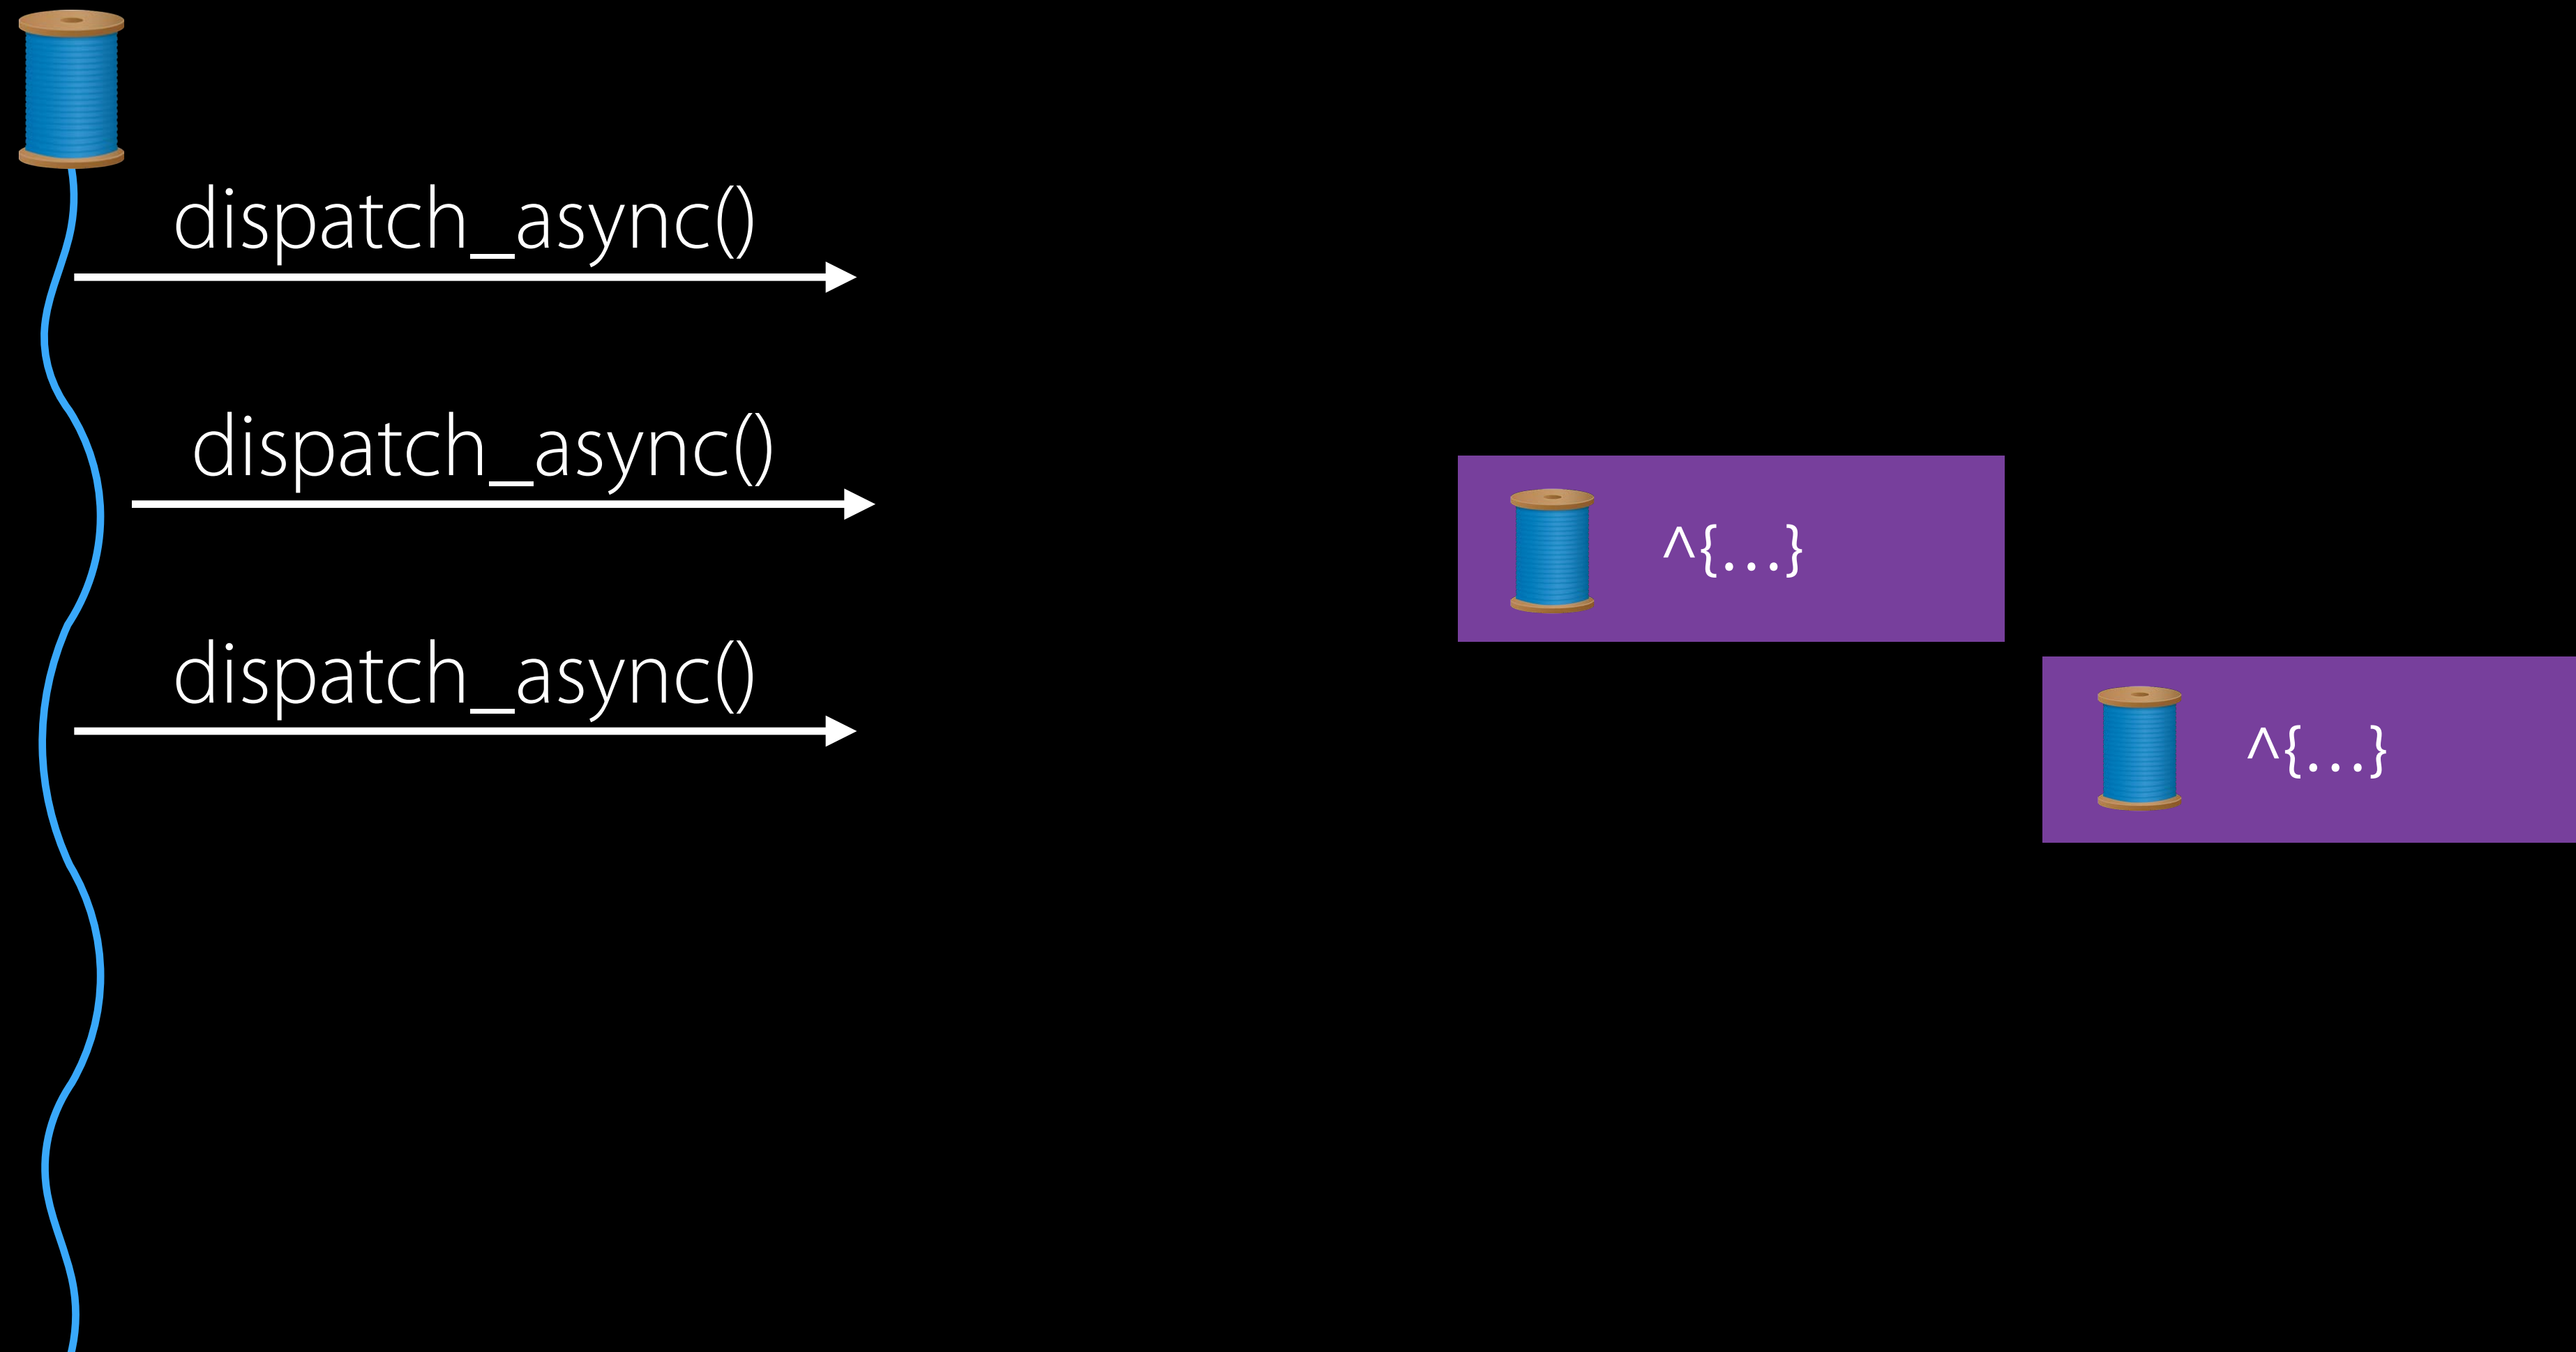 dispatch_async()
dispatch_async()
^{...}
dispatch_async()
^{...}